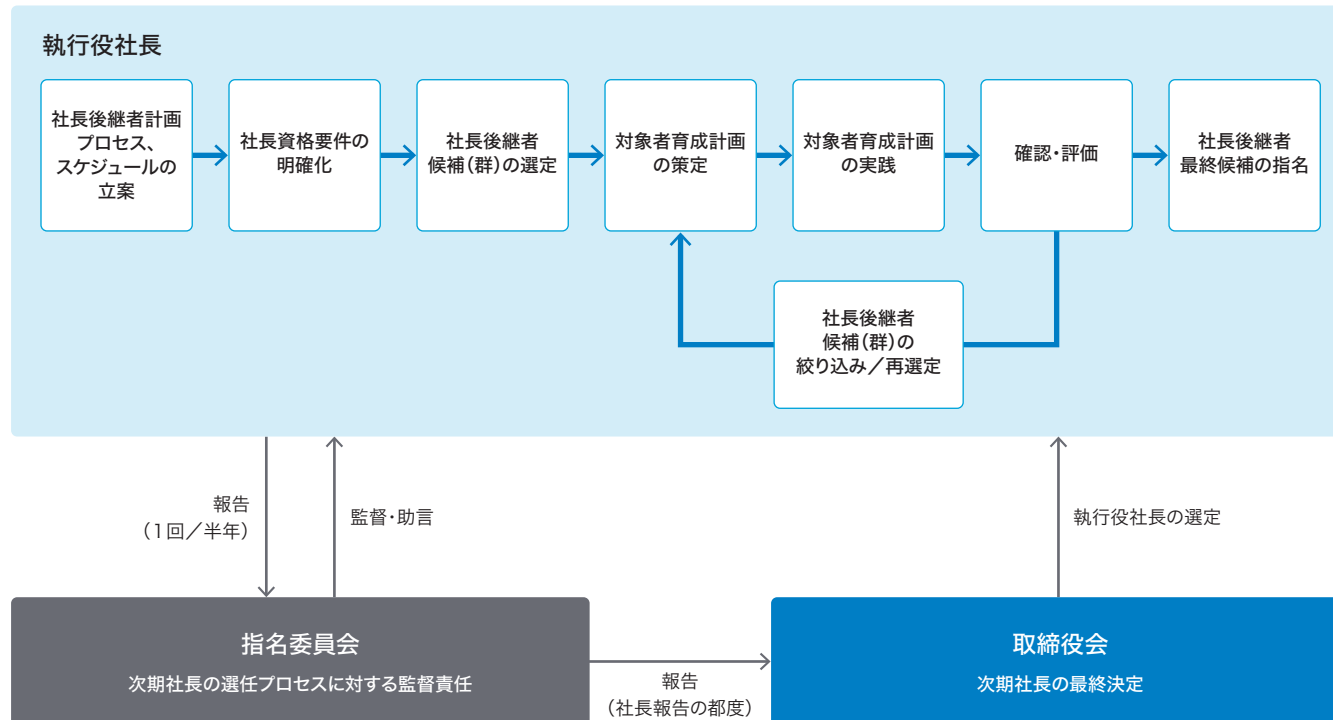 執行役社長
社長後継者計画
プロセス、
スケジュールの
立案
社長資格要件の
明確化
社長後継者
候補(群)の選定
対象者育成計画
の策定
対象者育成計画
の実践
確認・評価
社長後継者
最終候補の指名
社長後継者
候補(群)の
絞り込み/再選定
報告
(1回/半年)
監督・助言
執行役社長の選定
指名委員会
次期社長の選任プロセスに対する監督責任
報告
(社長報告の都度)
取締役会
次期社長の最終決定